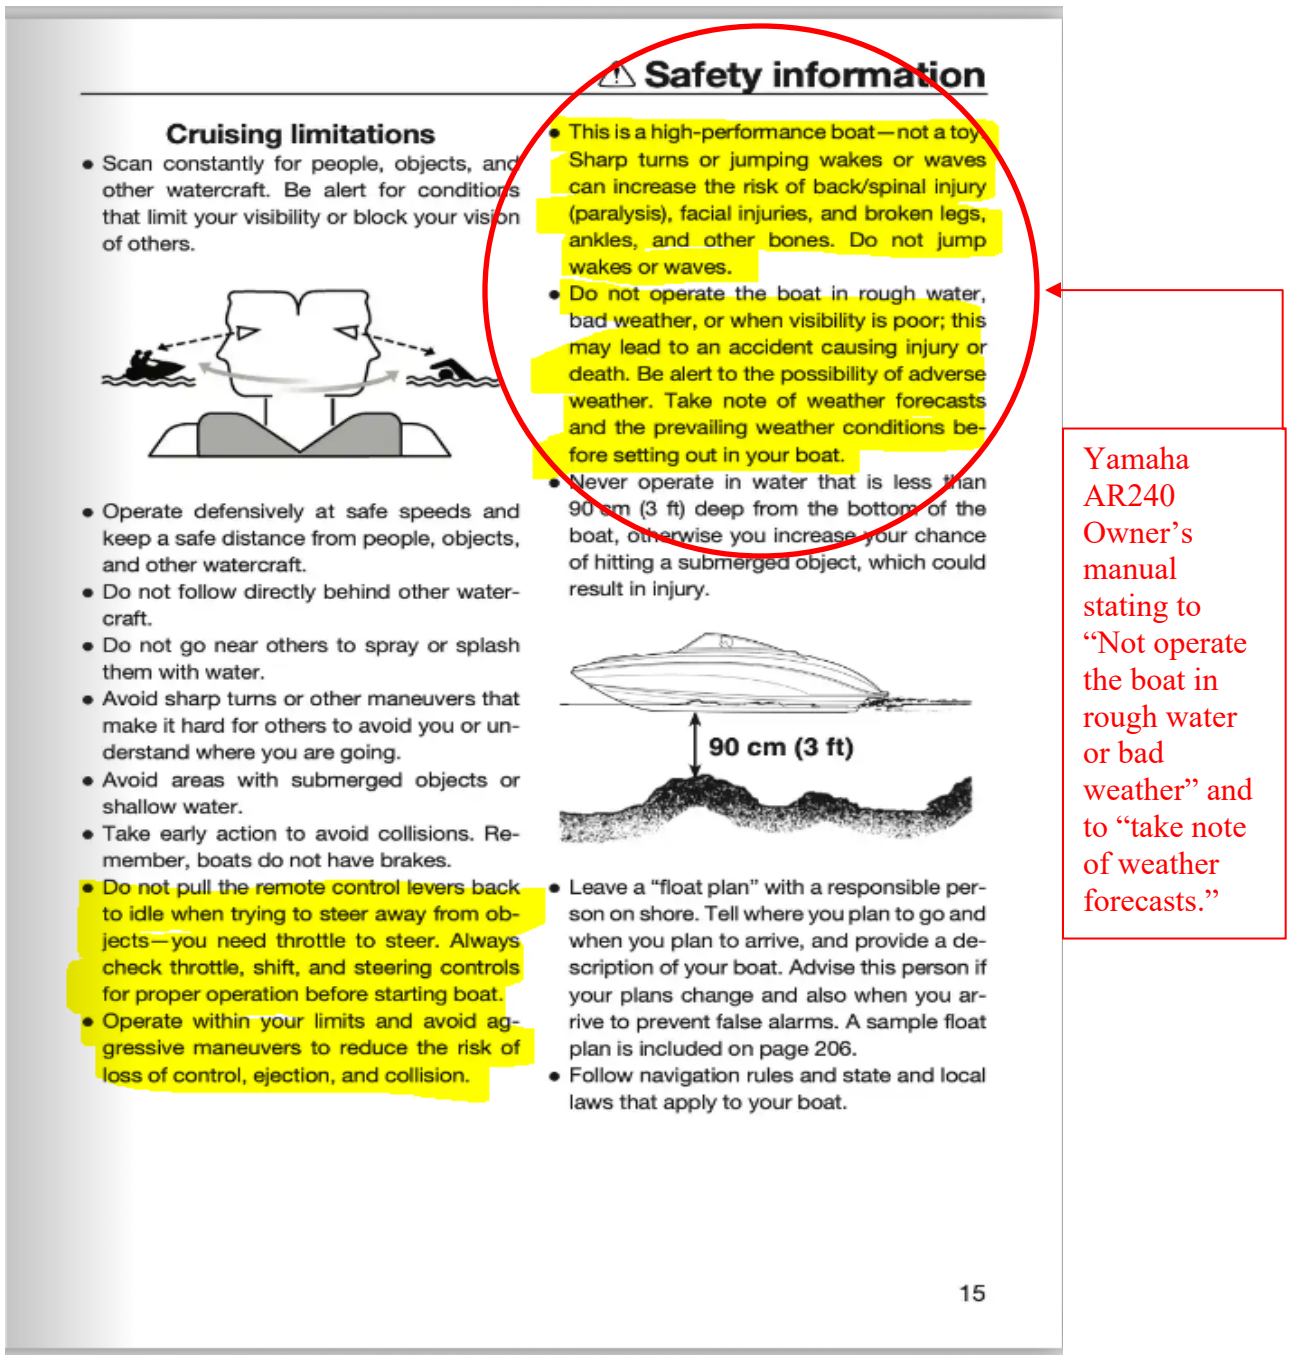 ⚠ Safety information
Cruising limitations
● Scan constantly for people, objects, and
other watercraft. Be alert for conditions
that limit your visibility or block your vision
of others.
● Operate defensively at safe speeds and
keep a safe distance from people, objects,
and other watercraft.
● Do not follow directly behind other water-
craft.
● Do not go near others to spray or splash
them with water.
● Avoid sharp turns or other maneuvers that
make it hard for others to avoid you or un-
derstand where you are going.
● Avoid areas with submerged objects or
shallow water.
● Take early action to avoid collisions. Re-
member, boats do not have brakes.
● Do not pull the remote control levers back
to idle when trying to steer away from ob-
jects—you need throttle to steer. Always
check throttle, shift, and steering controls
for proper operation before starting boat.
● Operate within your limits and avoid ag-
gressive maneuvers to reduce the risk of
loss of control, ejection, and collision.
● This is a high-performance boat—not a toy.
Sharp turns or jumping wakes or waves
can increase the risk of back/spinal injury
(paralysis), facial injuries, and broken legs,
ankles, and other bones. Do not jump
wakes or waves.
● Do not operate the boat in rough water,
bad weather, or when visibility is poor; this
may lead to an accident causing injury or
death. Be alert to the possibility of adverse
weather. Take note of weather forecasts
and the prevailing weather conditions be-
fore setting out in your boat.
● Never operate in water that is less than
90 cm (3 ft) deep from the bottom of the
boat, otherwise you increase your chance
of hitting a submerged object, which could
result in injury.
90 cm (3 ft)
● Leave a “float plan” with a responsible per-
son on shore. Tell where you plan to go and
when you plan to arrive, and provide a de-
scription of your boat. Advise this person if
your plans change and also when you ar-
rive to prevent false alarms. A sample float
plan is included on page 206.
● Follow navigation rules and state and local
laws that apply to your boat.
15
Yamaha
AR240
Owner’s
manual
stating to
“Not operate
the boat in
rough water
or bad
weather” and
to “take note
of weather
forecasts.”